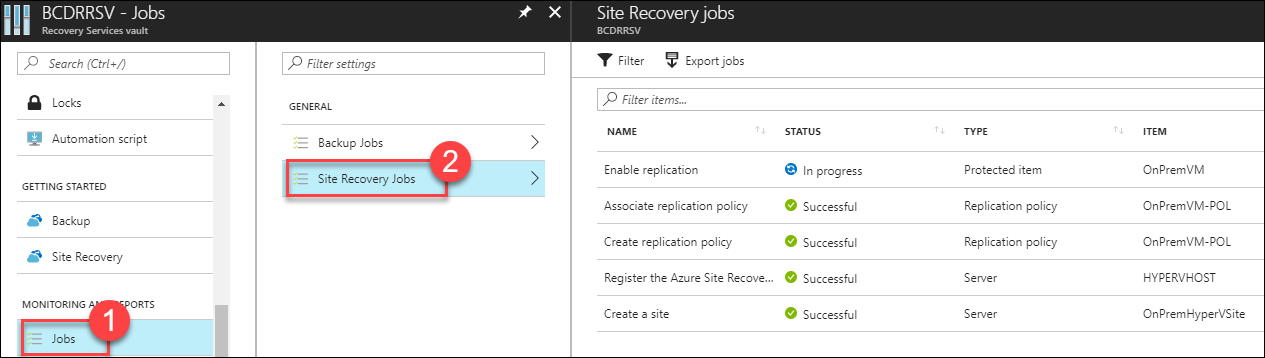 BCDRRSV - Jobs
Recovery Services vault
Search (Ctrl+/)
Locks
Automation script
GETTING STARTED
Backup
Site Recovery
MONITORING AN EPORTS
1
Jobs
Filter settings
GENERAL
Backup Jobs
2
Site Recovery Jobs
Site Recovery jobs
BCDRRSV
Filter Export jobs
Filter items...
NAME STATUS TYPE ITEM
Enable replication In progress Protected item OnPremVM
Associate replication policy Successful Replication policy OnPremVM-POL
Create replication policy Successful Replication policy OnPremVM-POL
Register the Azure Site Recove... Successful Server HYPERVHOST
Create a site Successful Server OnPremHyperVSite